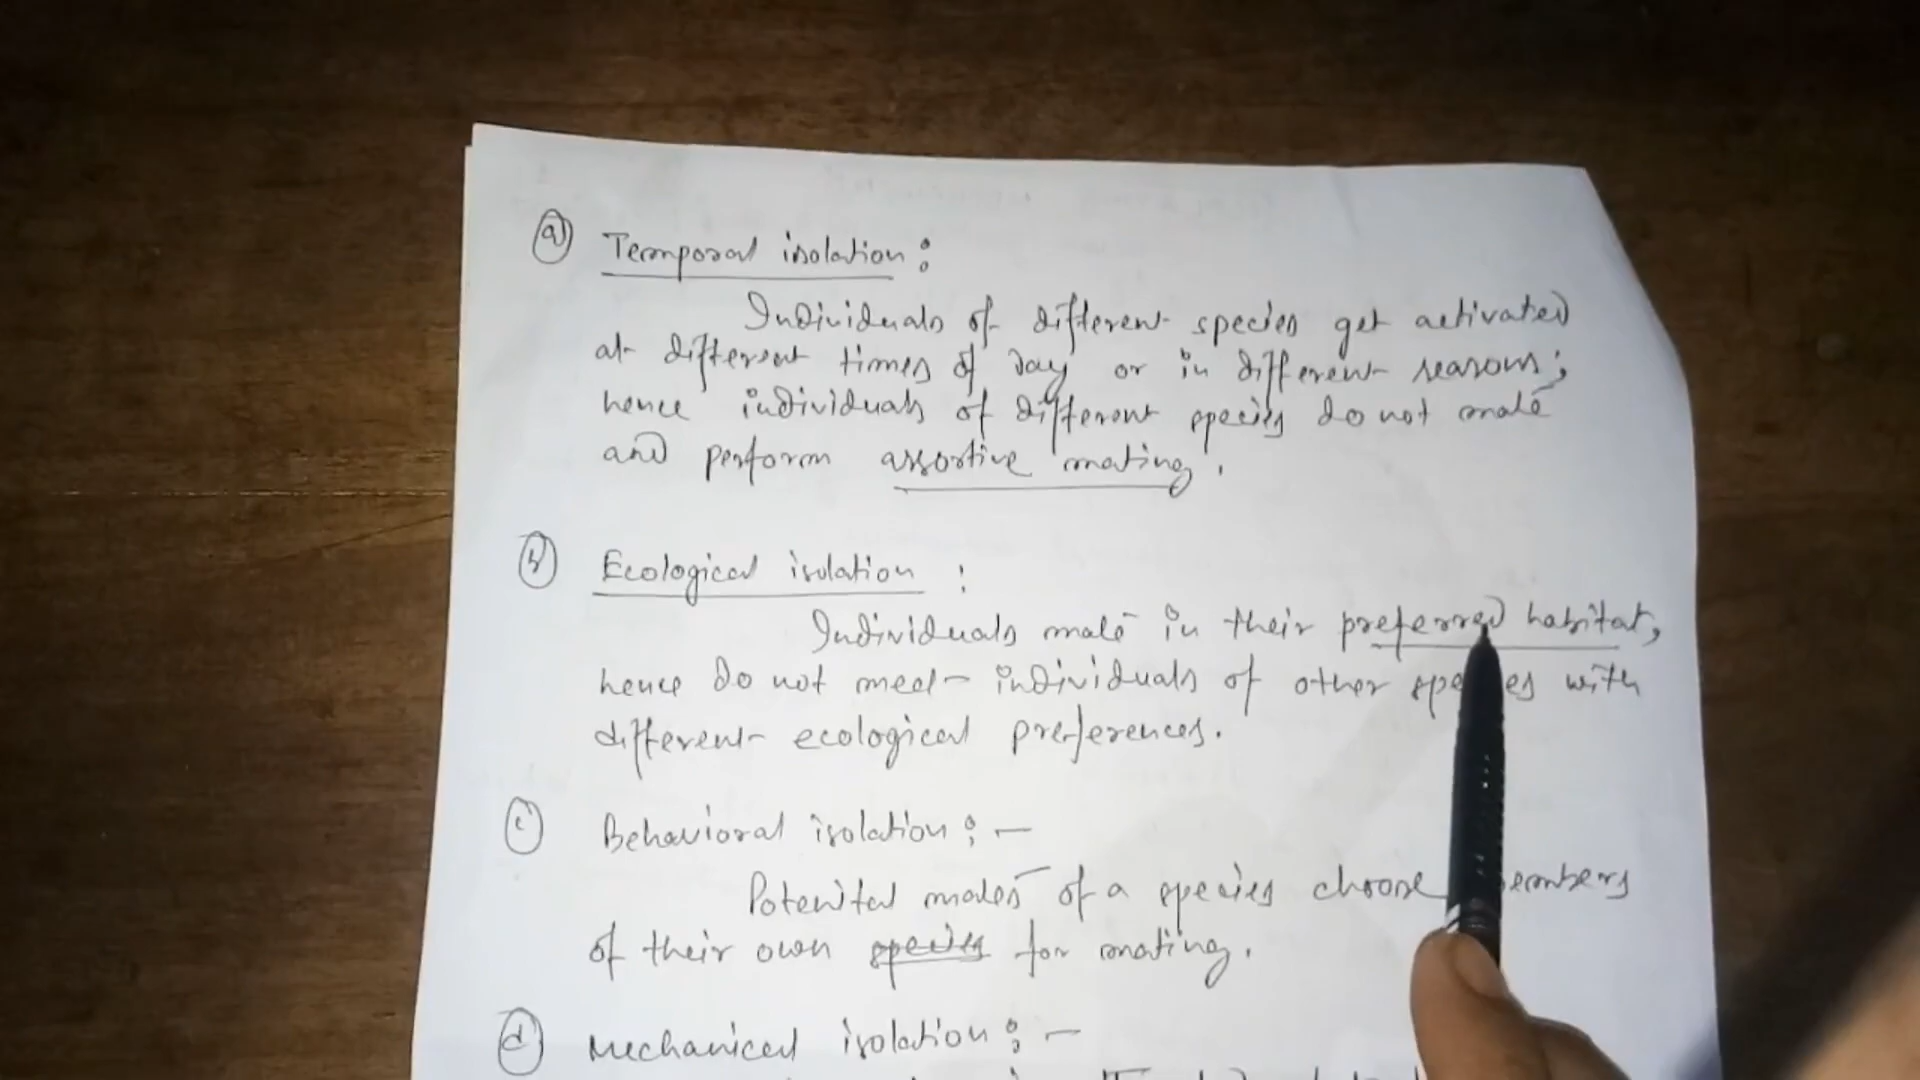 (a) Temporal isolation :
Individuals of different species get activated
at different times of day or in different seasons;
hence individuals of different species do not mate
and perform assortive mating.
(b) Ecological isolation :
Individuals mate in their preferred habitat,
hence do not meet individuals of other species with
different ecological preferences.
(c) Behavioral isolation : —
Potenital mates of a species choose members
of their own species for mating.
(d) Mechanical isolation : —